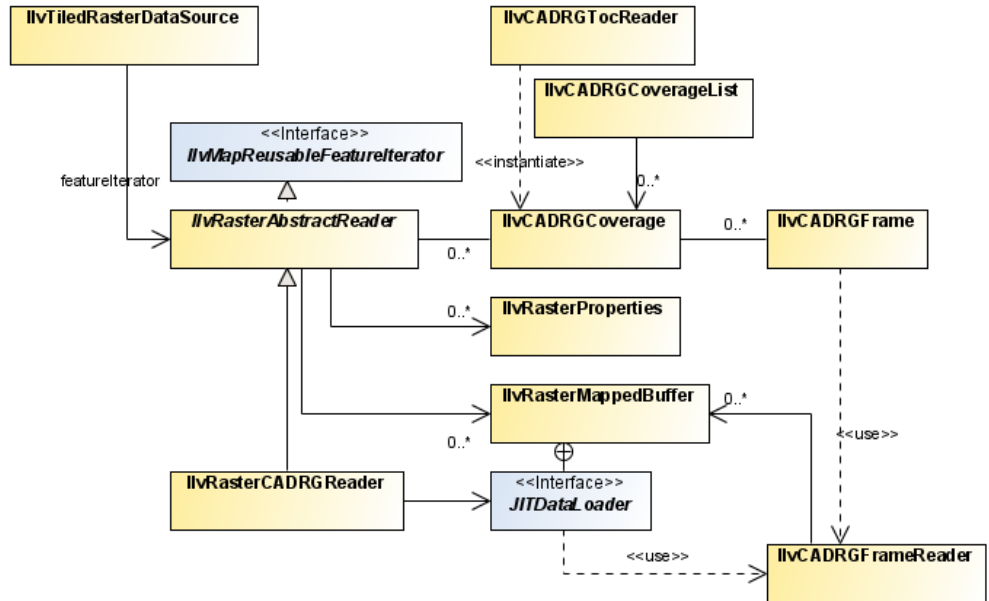 IlvTiledRasterDataSource
IlvCADRGTocReader
IlvCADRGCoverageList
<<Interface>>
IlvMapReusableFeatureIterator
<<instantiate>>
0..*
featureIterator
IlvRasterAbstractReader
0..*
IlvCADRGCoverage
0..*
IlvCADRGFrame
0..*
IlvRasterProperties
IlvRasterMappedBuffer
0..*
0..*
<<use>>
IlvRasterCADRGReader
<<Interface>>
JITDataLoader
<<use>>
IlvCADRGFrameReader